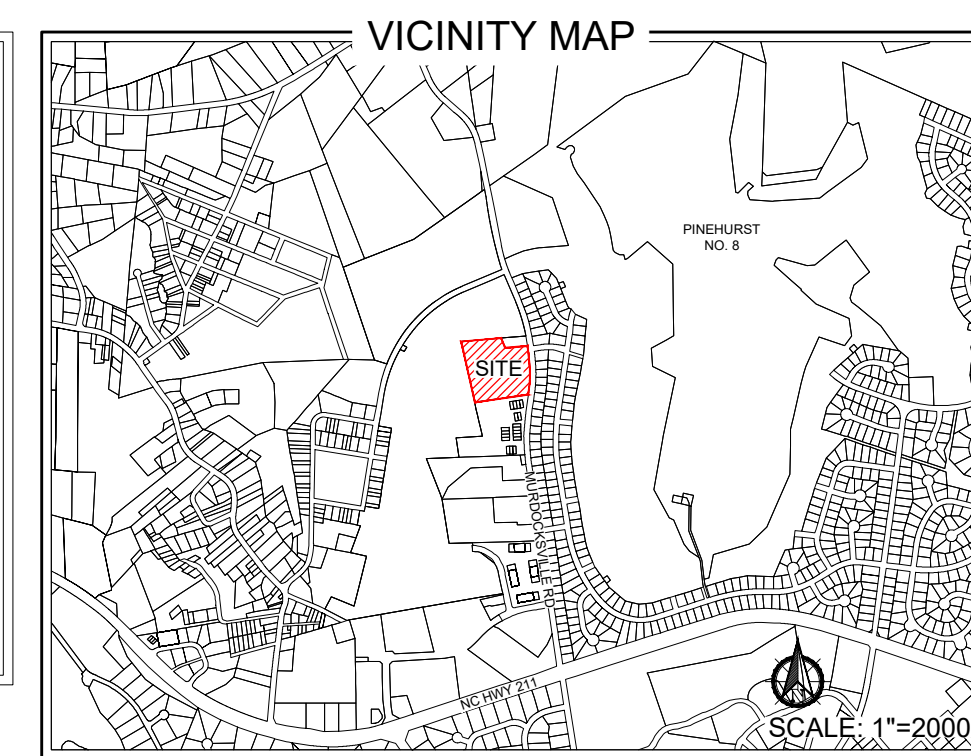 VICINITY MAP
PINEHURST
NO. 8
SITE
MURDOCKSVILLE RD.
NC HWY 211
N
SCALE: 1"=2000